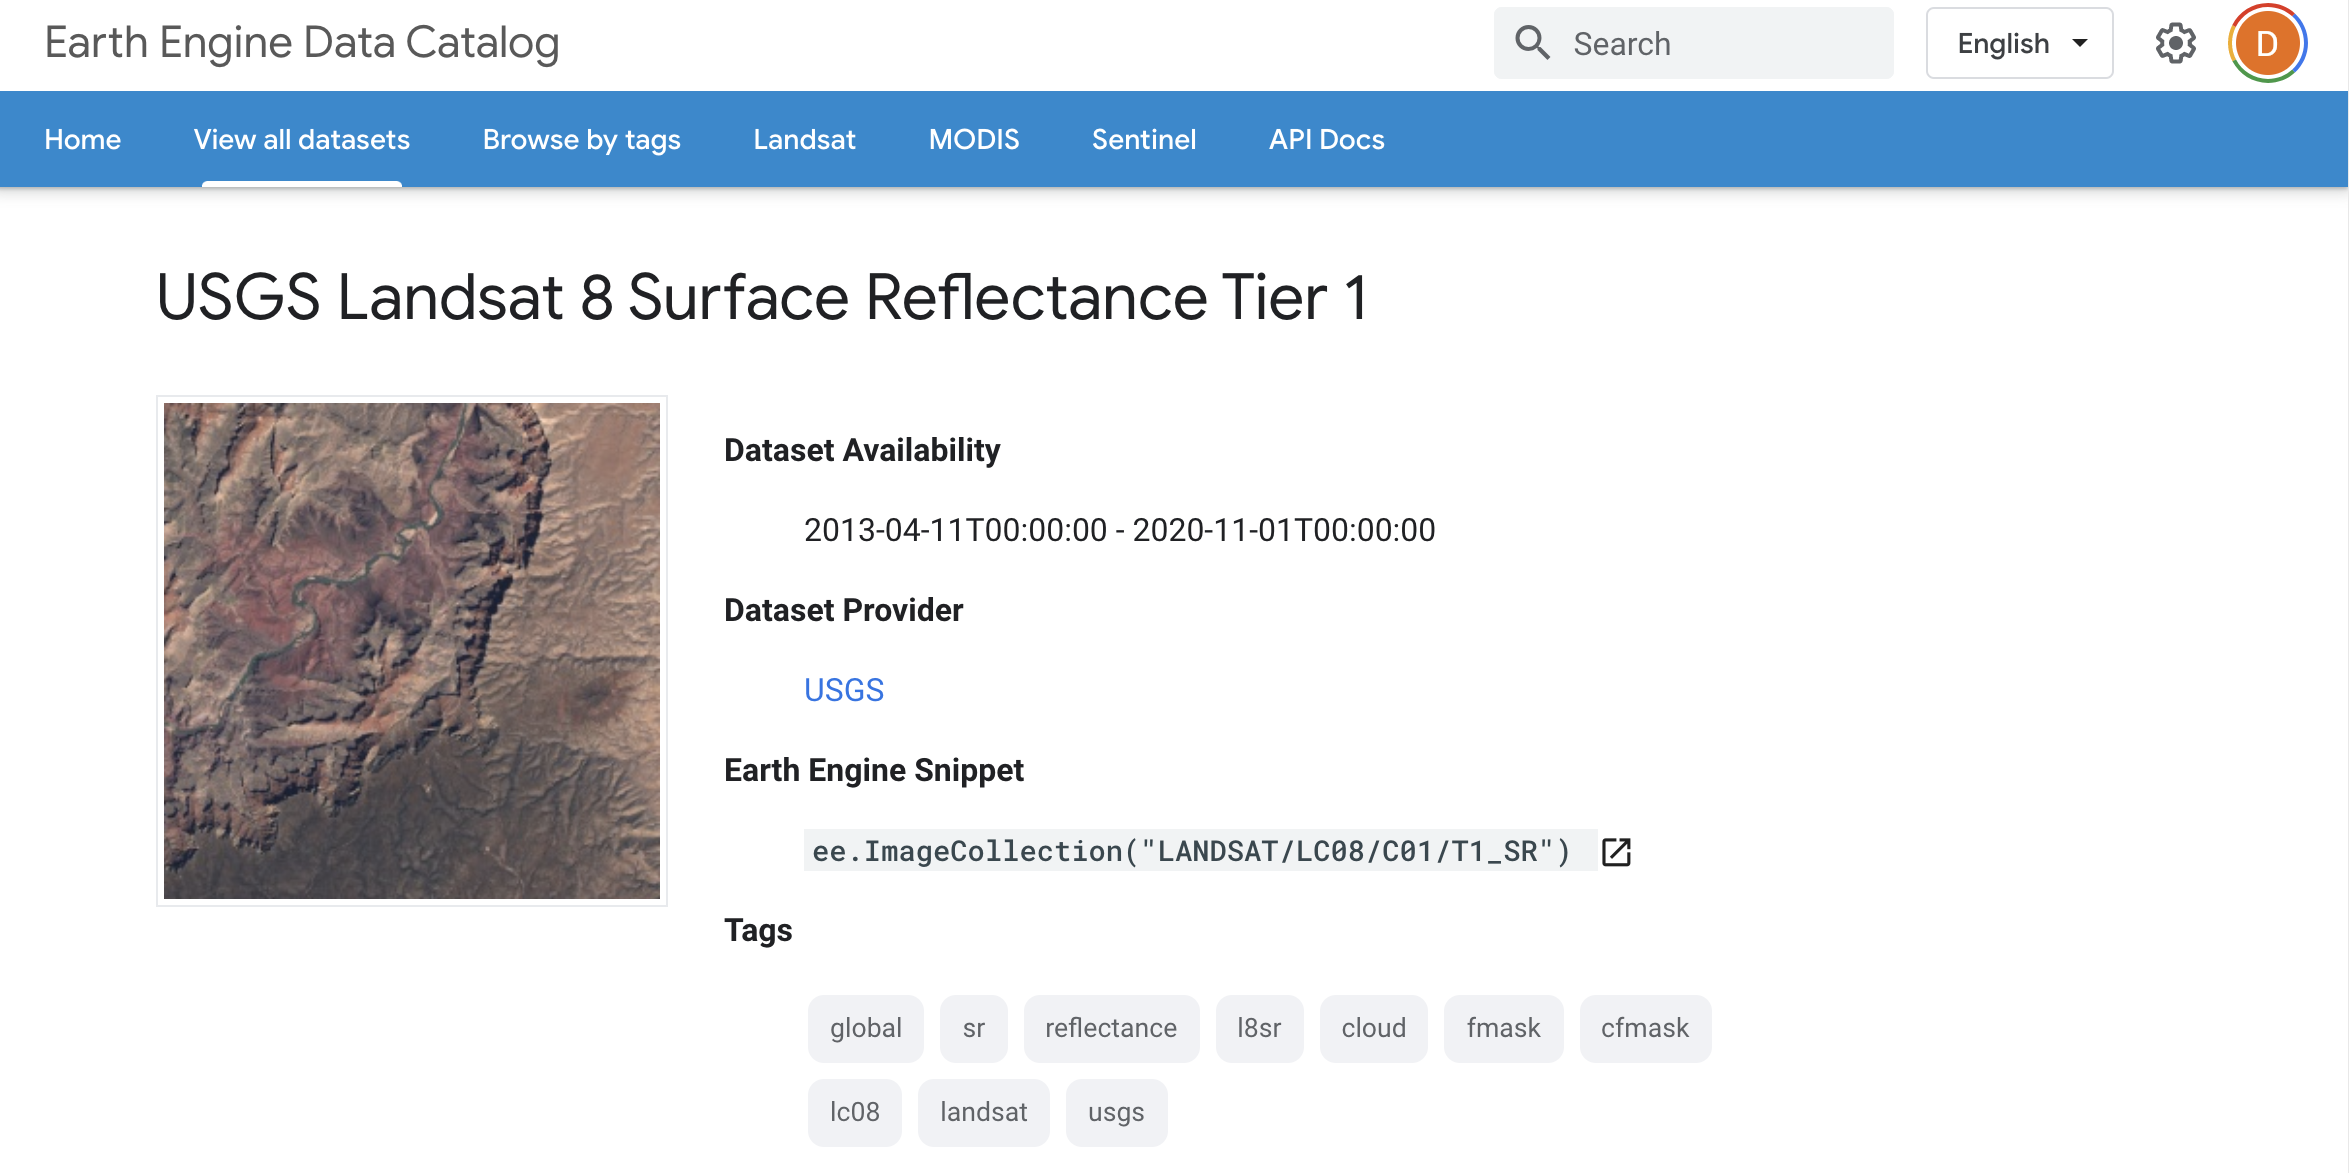 Earth Engine Data Catalog
Search
English
D
Home View all datasets Browse by tags Landsat MODIS Sentinel API Docs
USGS Landsat 8 Surface Reflectance Tier 1
Dataset Availability
2013-04-11T00:00:00 - 2020-11-01T00:00:00
Dataset Provider
USGS
Earth Engine Snippet
ee.ImageCollection("LANDSAT/LC08/C01/T1_SR")
Tags
global sr reflectance l8sr cloud fmask cfmask
lc08 landsat usgs